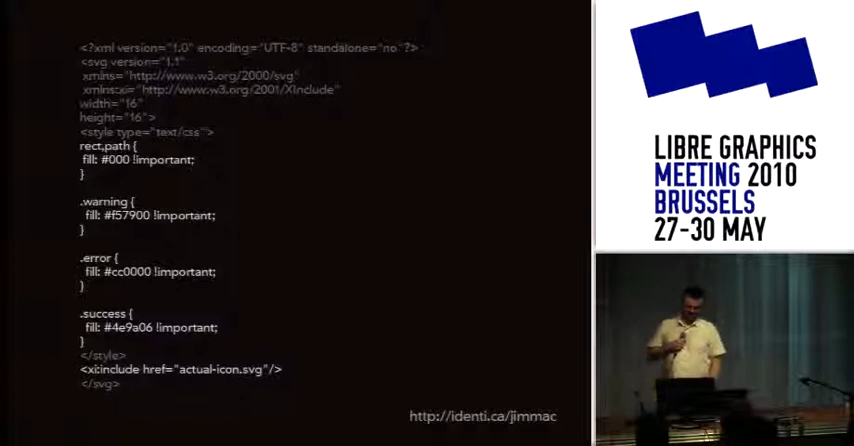 <?xml version="1.0" encoding="UTF-8" standalone="no"?>
<svg version="1.1"
xmlns="http://www.w3.org/2000/svg"
xmlns:xi="http://www.w3.org/2001/XInclude"
width="16"
height="16">
<style type="text/css">
rect,path {
fill: #000 !important;
}
.warning {
fill: #f57900 !important;
}
.error {
fill: #cc0000 !important;
}
.success {
fill: #4e9a06 !important;
}
</style>
<xi:include href="actual-icon.svg"/>
</svg>
http://identi.ca/jimmac
LIBRE GRAPHICS
MEETING 2010
BRUSSELS
27-30 MAY